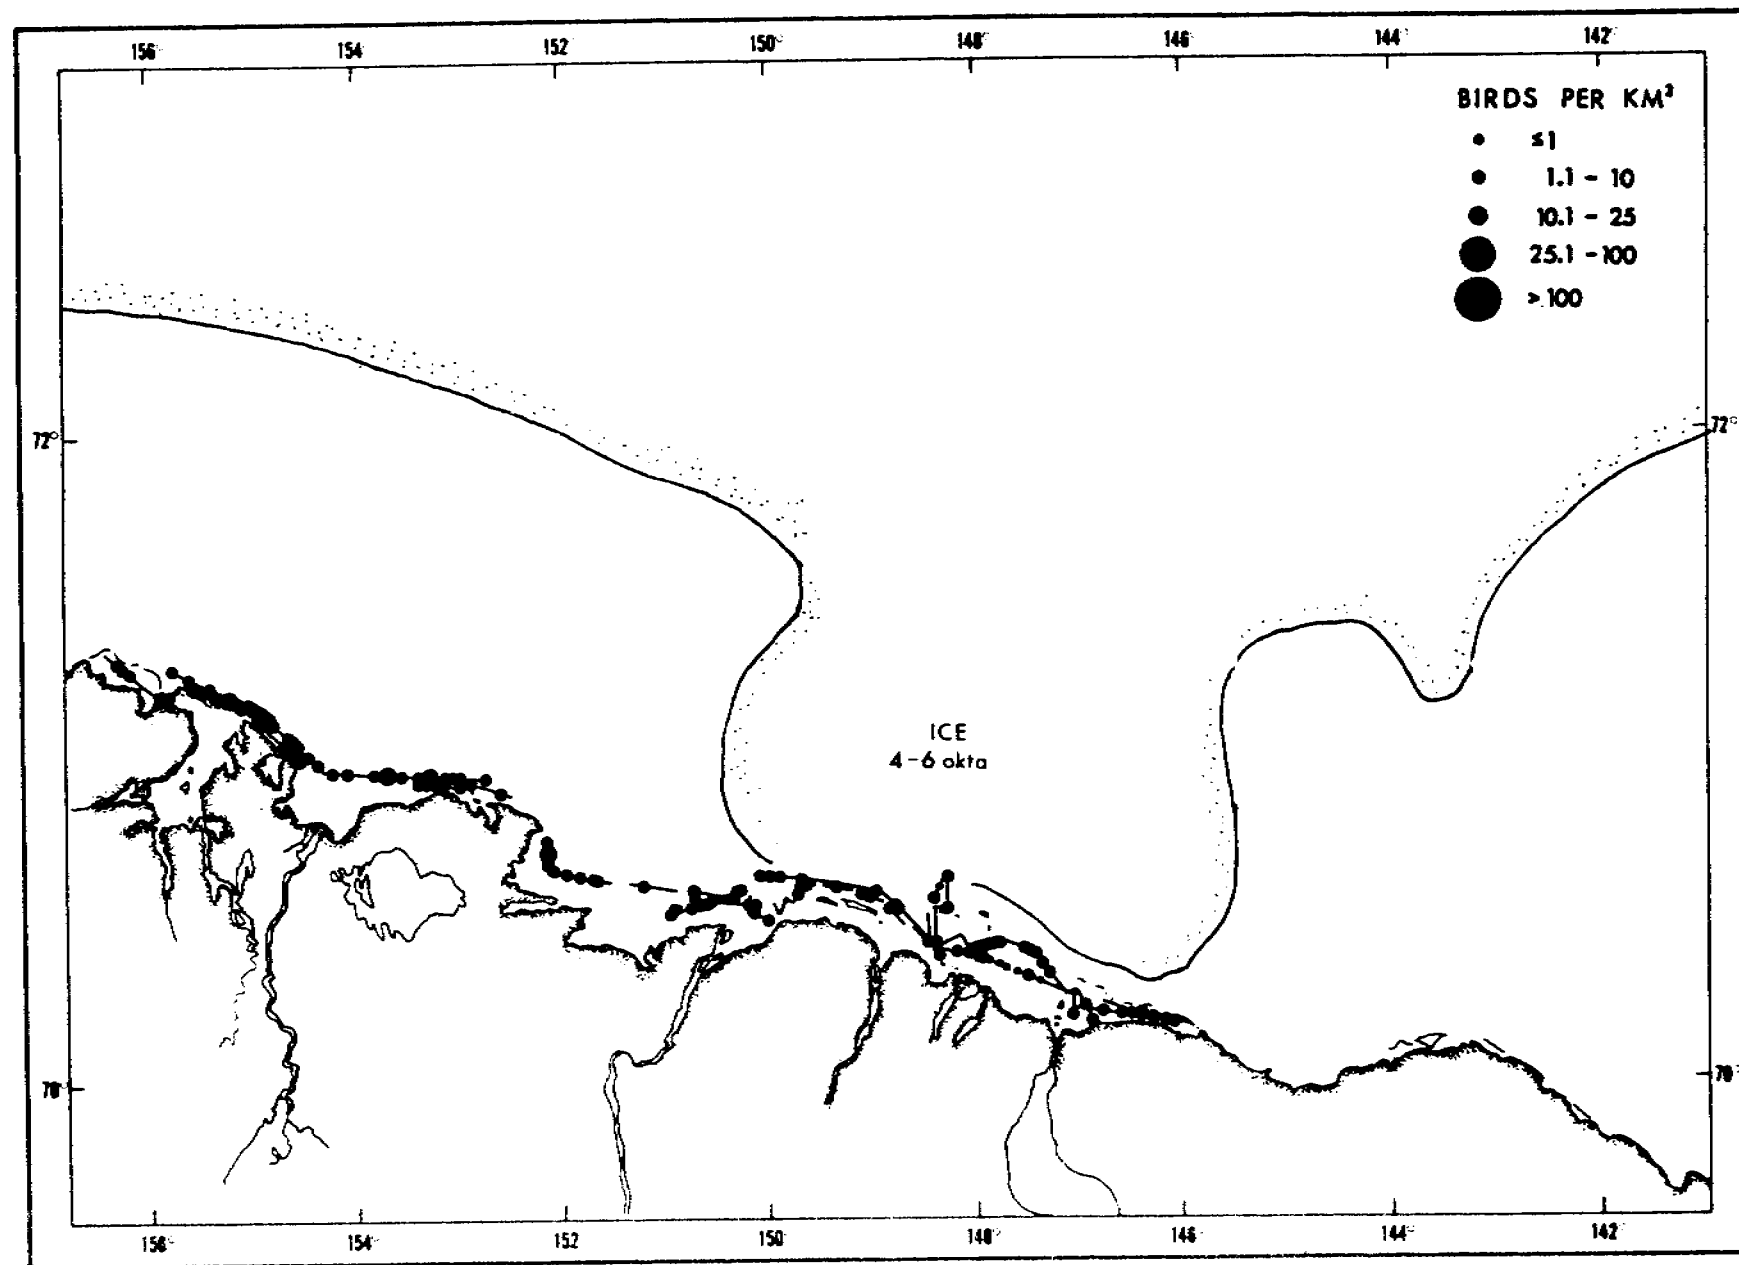 156° 154 152 150° 148° 146° 144° 142°
BIRDS PER KM²
≤1
1.1 - 10
10.1 - 25
25.1 - 100
> 100
72° 72°
ICE
4-6 okta
70° 70°
156° 154° 152 150 148° 146° 144° 142°